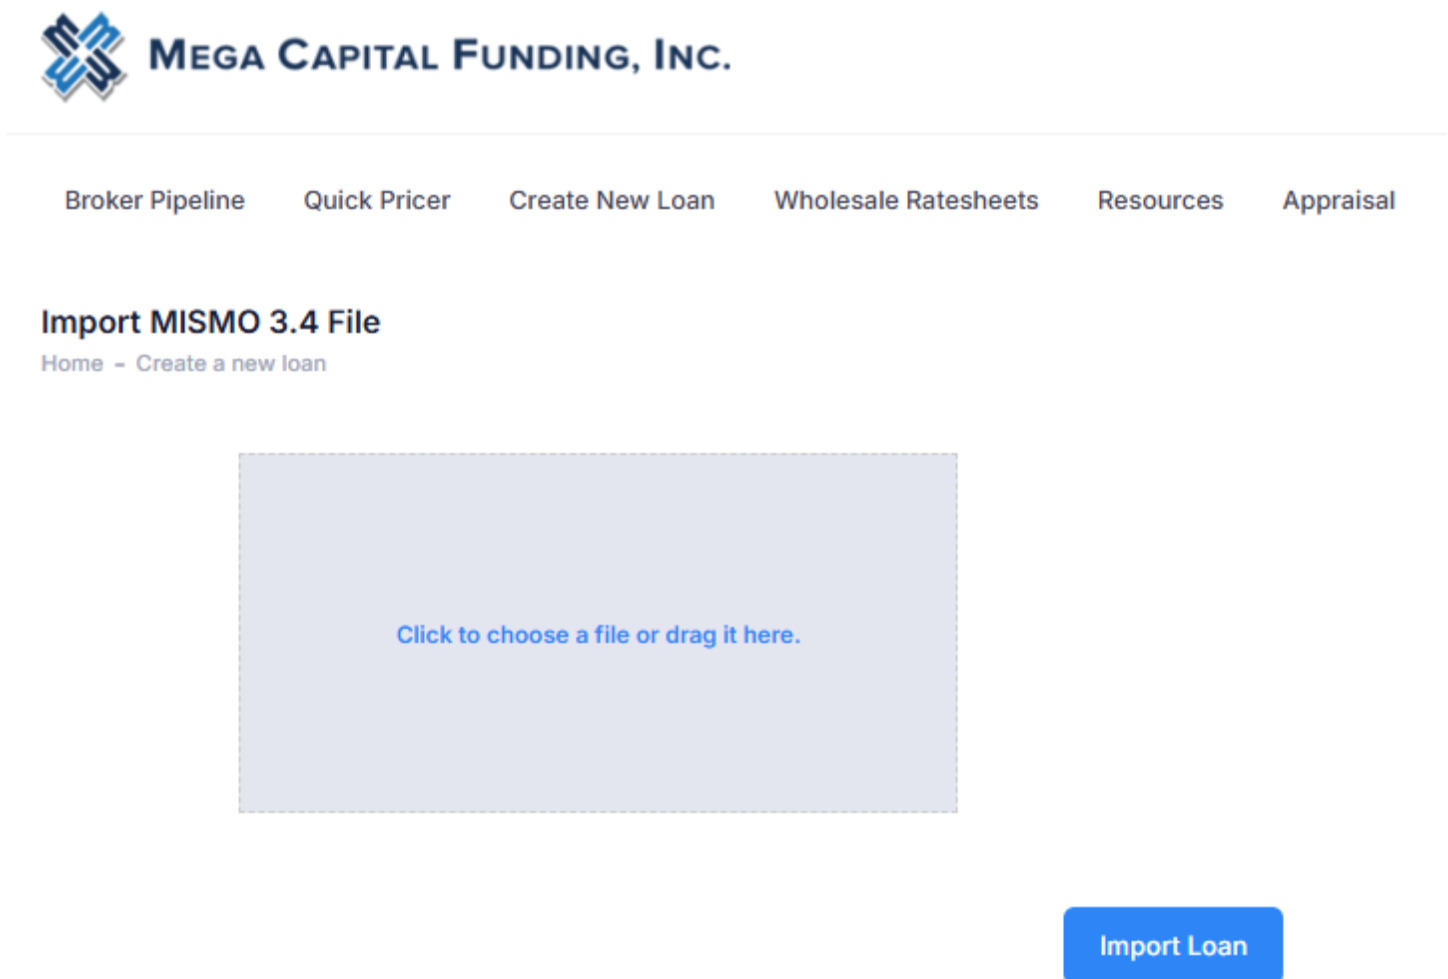 MEGA CAPITAL FUNDING, INC.
Broker Pipeline Quick Pricer Create New Loan Wholesale Ratesheets Resources Appraisal
Import MISMO 3.4 File
Home - Create a new loan
Click to choose a file or drag it here.
Import Loan